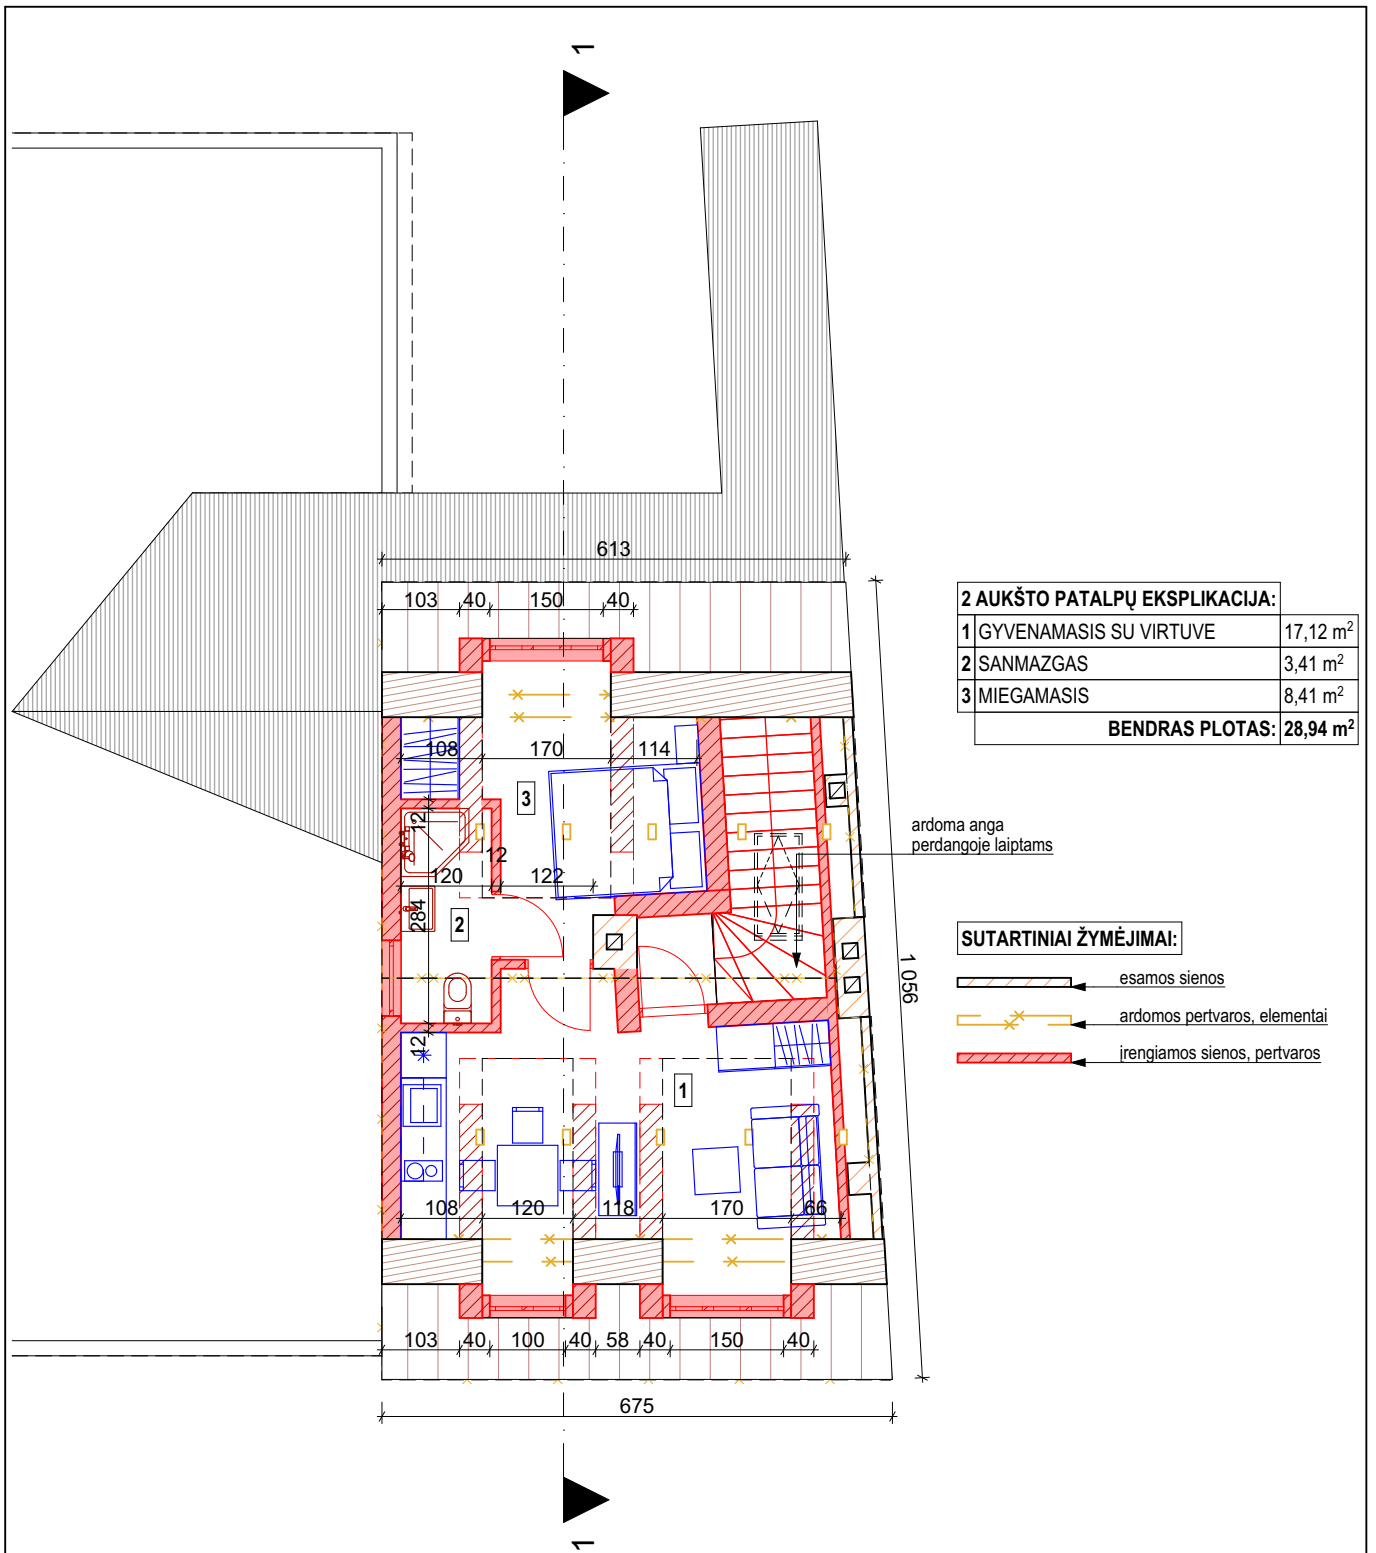 1
613
103 40 150 40
2 AUKŠTO PATALPŲ EKSPLIKACIJA:
1 GYVENAMASIS SU VIRTUVE 17,12 m²
2 SANMAZGAS 3,41 m²
3 MIEGAMASIS 8,41 m²
BENDRAS PLOTAS: 28,94 m²
108 170 114
3
12
ardoma anga
perdangoje laiptams
12
120 122
284
2
SUTARTINIAI ŽYMĖJIMAI:
esamos sienos
ardomos pertvaros, elementai
įrengiamos sienos, pertvaros
1 056
12
1
108 120 118 170 66
103 40 100 40 58 40 150 40
675
1